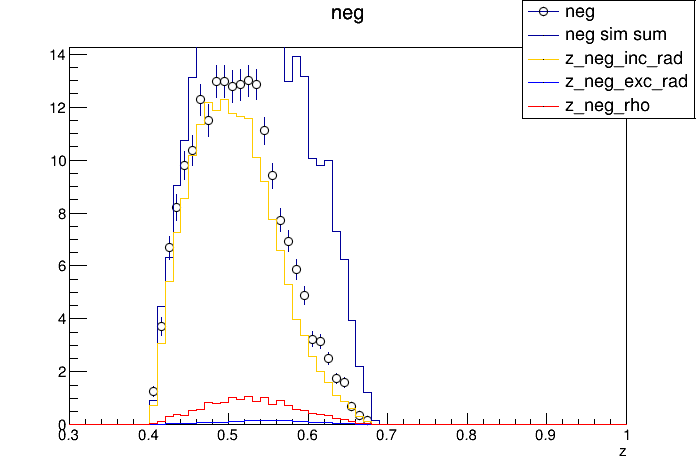 neg
neg
neg sim sum
z_neg_inc_rad
z_neg_exc_rad
z_neg_rho
14
12
10
8
6
4
2
0
0.3 0.4 0.5 0.6 0.7 0.8 0.9 1
z